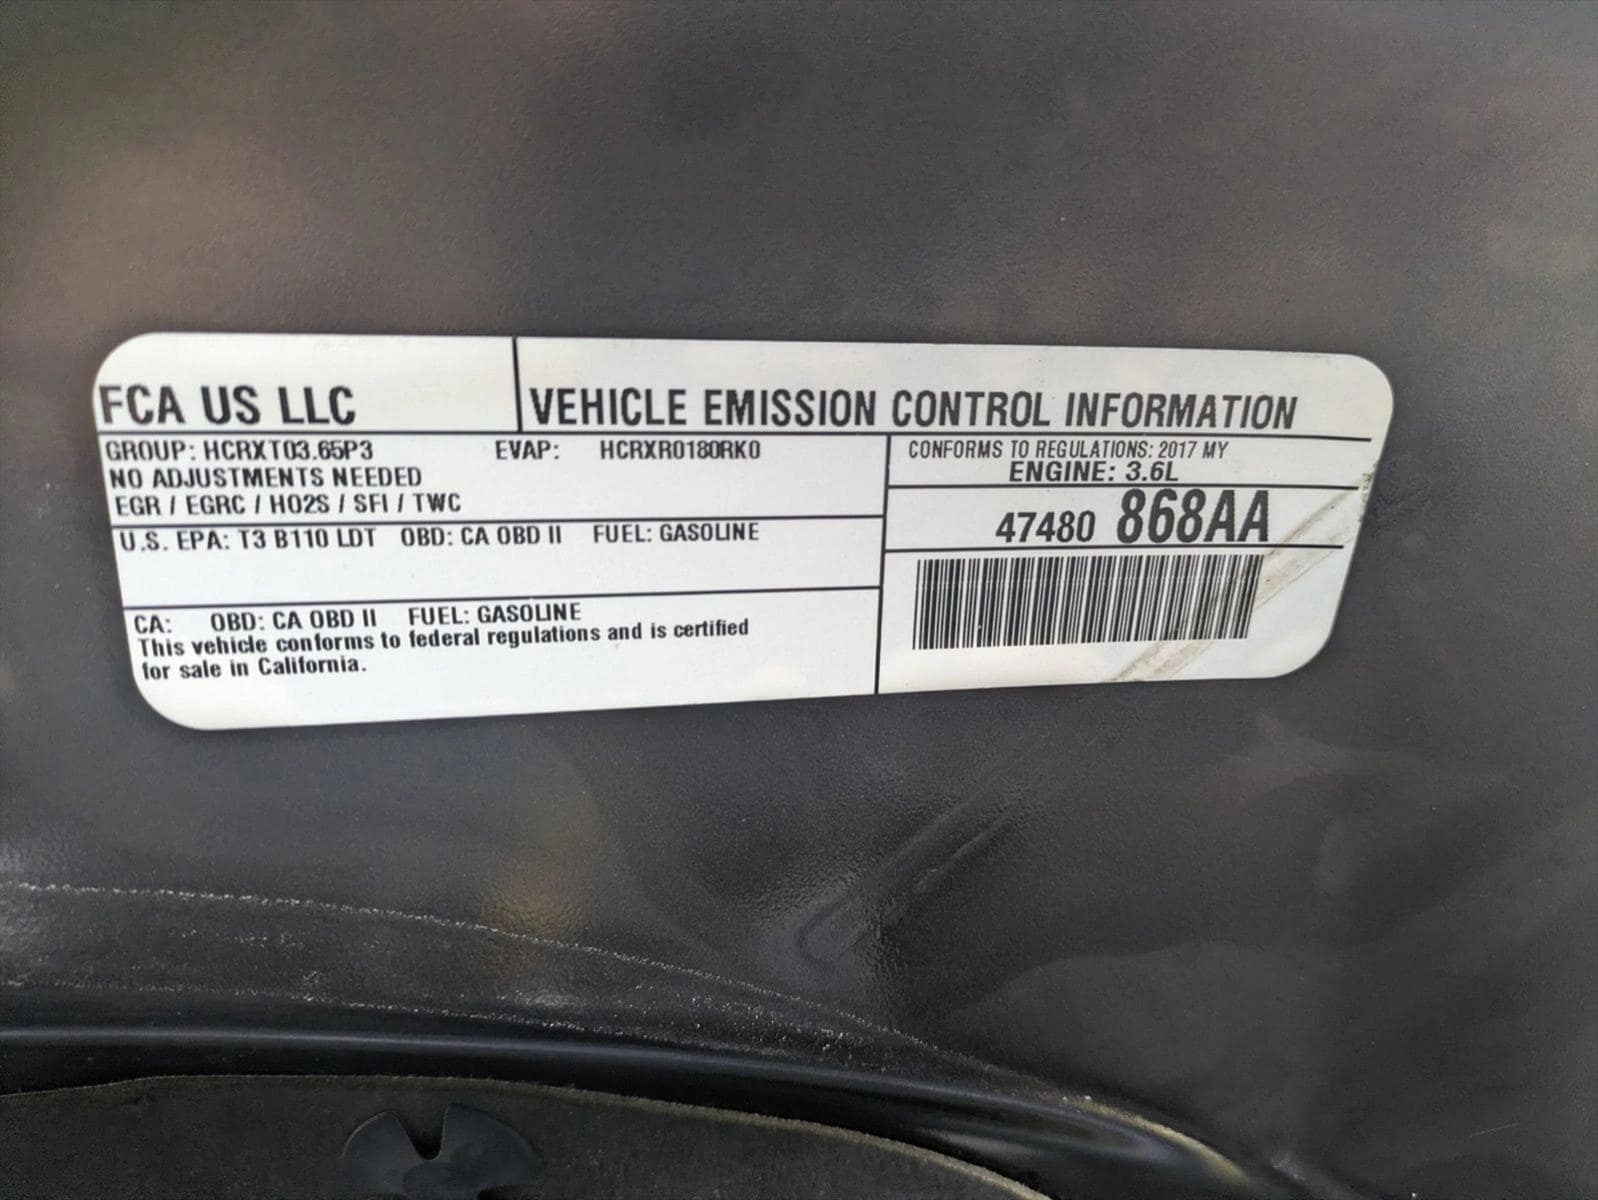 FCA US LLC
VEHICLE EMISSION CONTROL INFORMATION
GROUP: HCRXT03.65P3 EVAP: HCRXR0180RK0
NO ADJUSTMENTS NEEDED
EGR / EGRC / HO2S / SFI / TWC
CONFORMS TO REGULATIONS: 2017 MY
ENGINE: 3.6L
47480 868AA
U.S. EPA: T3 B110 LDT OBD: CA OBD II FUEL: GASOLINE
CA: OBD: CA OBD II FUEL: GASOLINE
This vehicle conforms to federal regulations and is certified
for sale in California.